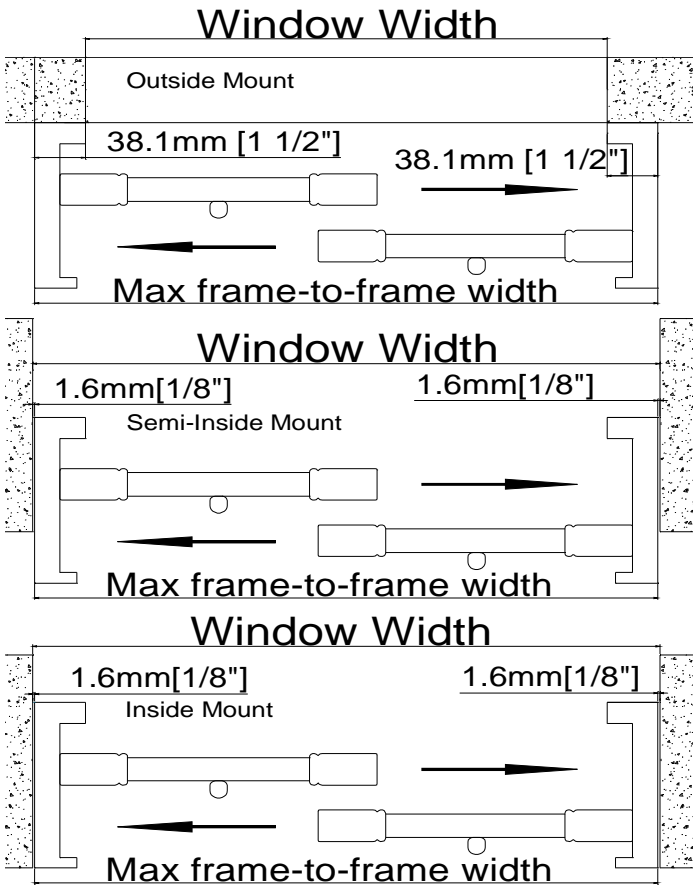 Window Width
Outside Mount
38.1mm [1 1/2"]
38.1mm [1 1/2"]
Max frame-to-frame width
Window Width
1.6mm[1/8"]
1.6mm[1/8"]
Semi-Inside Mount
Max frame-to-frame width
Window Width
1.6mm[1/8"]
1.6mm[1/8"]
Inside Mount
Max frame-to-frame width